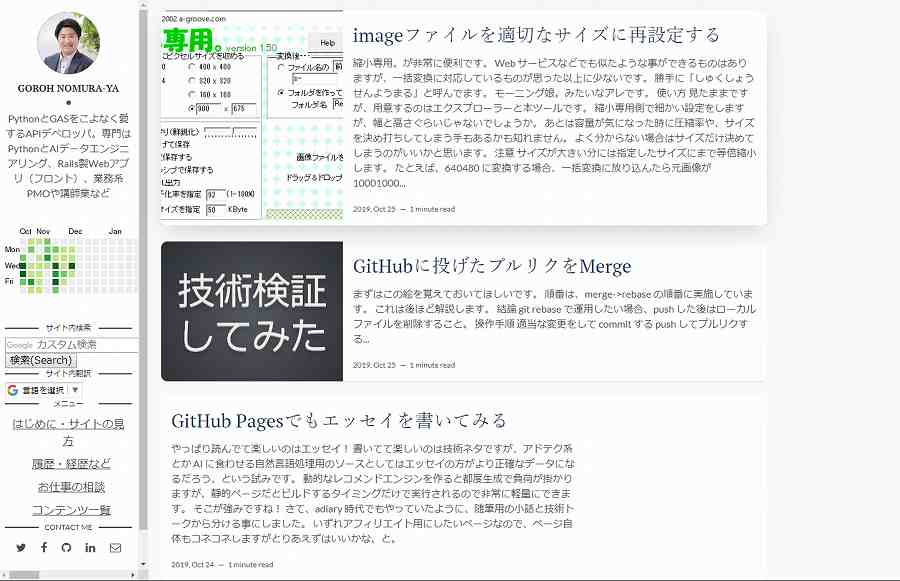 GOROH NOMURA-YA
PythonとGASをこよなく愛
するAPIデベロッパ。専門は
PythonとAIデータエンジニ
アリング、Rails製Webアプ
リ（フロント）、業務系
PMOや講師業など
Oct Nov Dec Jan
Mon
Wed
Fri
サイト内検索
Google カスタム検索
検索(Search)
サイト内翻訳
言語を選択 ▼
メニュー
はじめに・サイトの見
方
履歴・経歴など
お仕事の相談
コンテンツ一覧
CONTACT ME
2002 a-groove.com
専用。 version 1.50
Help
ピクセルサイズを収める
400 x 400
320 x 320
160 x 160
900 x 675
変換後
ファイル名の 前
s-
フォルダを作って
フォルダ名 Re
り(鮮鋭化)
げて保存
保存する
ップで保存する
出力
化率を指定 92 (1-100%)
イズを指定 50 KByte
画像ファイルを
ドラッグ&ドロップ
imageファイルを適切なサイズに再設定する
縮小専用。が非常に便利です。 Web サービスなどでも似たような事ができるものはあり
ますが、一括変換に対応しているものが思った以上に少ないです。 勝手に「しゅくしょう
せんようまる」と呼んでます。 モーニング娘。みたいなアレです。 使い方 見たままです
が、用意するのはエクスプローラーと本ツールです。 縮小専用側で細かい設定をします
が、幅と高さぐらいじゃないでしょうか。 あとは容量が気になった時に圧縮率や、サイズ
を決め打ちしてしまう手もあるかも知れません。 よく分からない場合はサイズだけ決めて
しまうのがいいかと思います。 注意 サイズが大きい分には指定したサイズにまで等倍縮小
します。 たとえば、640480 に変換する場合、一括変換に放り込んだら元画像が
10001000...
2019, Oct 25 — 1 minute read
技術検証
してみた
GitHubに投げたプルリクをMerge
まずはこの絵を覚えておいてほしいです。 順番は、merge->rebase の順番に実施していま
す。 これは後ほど解説します。 結論 git rebase で運用したい場合、push した後はローカル
ファイルを削除すること。 操作手順 適当な変更をして commit する push してプルリクす
る...
2019, Oct 25 — 1 minute read
GitHub Pagesでもエッセイを書いてみる
やっぱり読んでて楽しいのはエッセイ！ 書いてて楽しいのは技術ネタですが、アドテク系
とか AI に食わせる自然言語処理用のソースとしてはエッセイの方がより正確なデータにな
るだろう、という試みです。 動的なレコメンドエンジンを作ると都度生成で負荷が掛かり
ますが、静的ページだとビルドするタイミングだけで実行されるので非常に軽量にできま
す。 そこが強みですね！ さて、adiary 時代でもやっていたように、随筆用の小話と技術ト
ークから分ける事にしました。 いずれアフィリエイト用にしたいページなので、ページ自
体もコネコネしますがとりあえずはいいかな、と。
2019, Oct 24 — 1 minute read